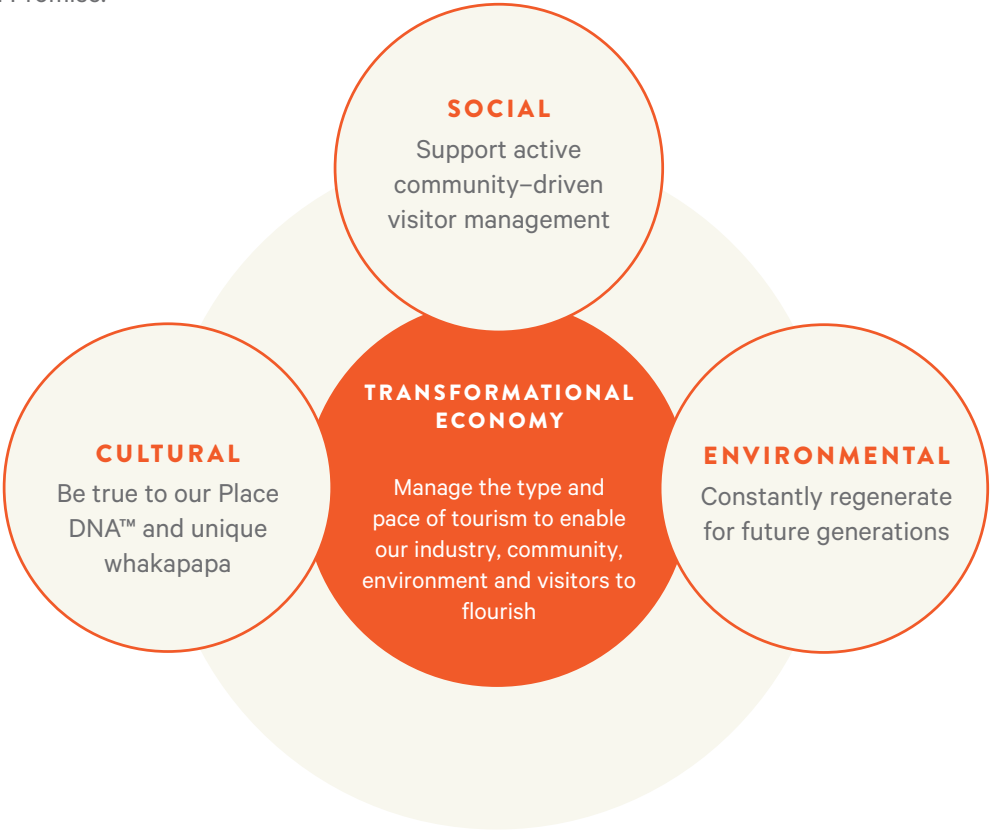 Promise.
SOCIAL
Support active
community–driven
visitor management
TRANSFORMATIONAL
ECONOMY
Manage the type and
pace of tourism to enable
our industry, community,
environment and visitors to
flourish
CULTURAL
Be true to our Place
DNA™ and unique
whakapapa
ENVIRONMENTAL
Constantly regenerate
for future generations